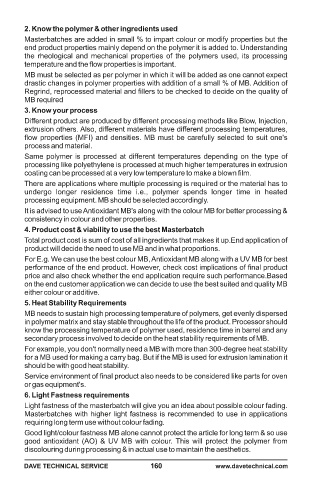 2. Know the polymer & other ingredients used
Masterbatches are added in small % to impart colour or modify properties but the
end product properties mainly depend on the polymer it is added to. Understanding
the rheological and mechanical properties of the polymers used, its processing
temperature and the flow properties is important.
MB must be selected as per polymer in which it will be added as one cannot expect
drastic changes in polymer properties with addition of a small % of MB. Addition of
Regrind, reprocessed material and fillers to be checked to decide on the quality of
MB required
3. Know your process
Different product are produced by different processing methods like Blow, Injection,
extrusion others. Also, different materials have different processing temperatures,
flow properties (MFI) and densities. MB must be carefully selected to suit one's
process and material.
Same polymer is processed at different temperatures depending on the type of
processing like polyethylene is processed at much higher temperatures in extrusion
coating can be processed at a very low temperature to make a blown film.
There are applications where multiple processing is required or the material has to
undergo longer residence time i.e., polymer spends longer time in heated
processing equipment. MB should be selected accordingly.
It is advised to use Antioxidant MB's along with the colour MB for better processing &
consistency in colour and other properties.
4. Product cost & viability to use the best Masterbatch
Total product cost is sum of cost of all ingredients that makes it up.End application of
product will decide the need to use MB and in what proportions.
For E.g. We can use the best colour MB, Antioxidant MB along with a UV MB for best
performance of the end product. However, check cost implications of final product
price and also check whether the end application require such performance.Based
on the end customer application we can decide to use the best suited and quality MB
either colour or additive.
5. Heat Stability Requirements
MB needs to sustain high processing temperature of polymers, get evenly dispersed
in polymer matrix and stay stable throughout the life of the product. Processor should
know the processing temperature of polymer used, residence time in barrel and any
secondary process involved to decide on the heat stability requirements of MB.
For example, you don't normally need a MB with more than 300-degree heat stability
for a MB used for making a carry bag. But if the MB is used for extrusion lamination it
should be with good heat stability.
Service environment of final product also needs to be considered like parts for oven
or gas equipment's.
6. Light Fastness requirements
Light fastness of the masterbatch will give you an idea about possible colour fading.
Masterbatches with higher light fastness is recommended to use in applications
requiring long term use without colour fading.
Good light/colour fastness MB alone cannot protect the article for long term & so use
good antioxidant (AO) & UV MB with colour. This will protect the polymer from
discolouring during processing & in actual use to maintain the aesthetics.
DAVE TECHNICAL SERVICE 160 www.davetechnical.com